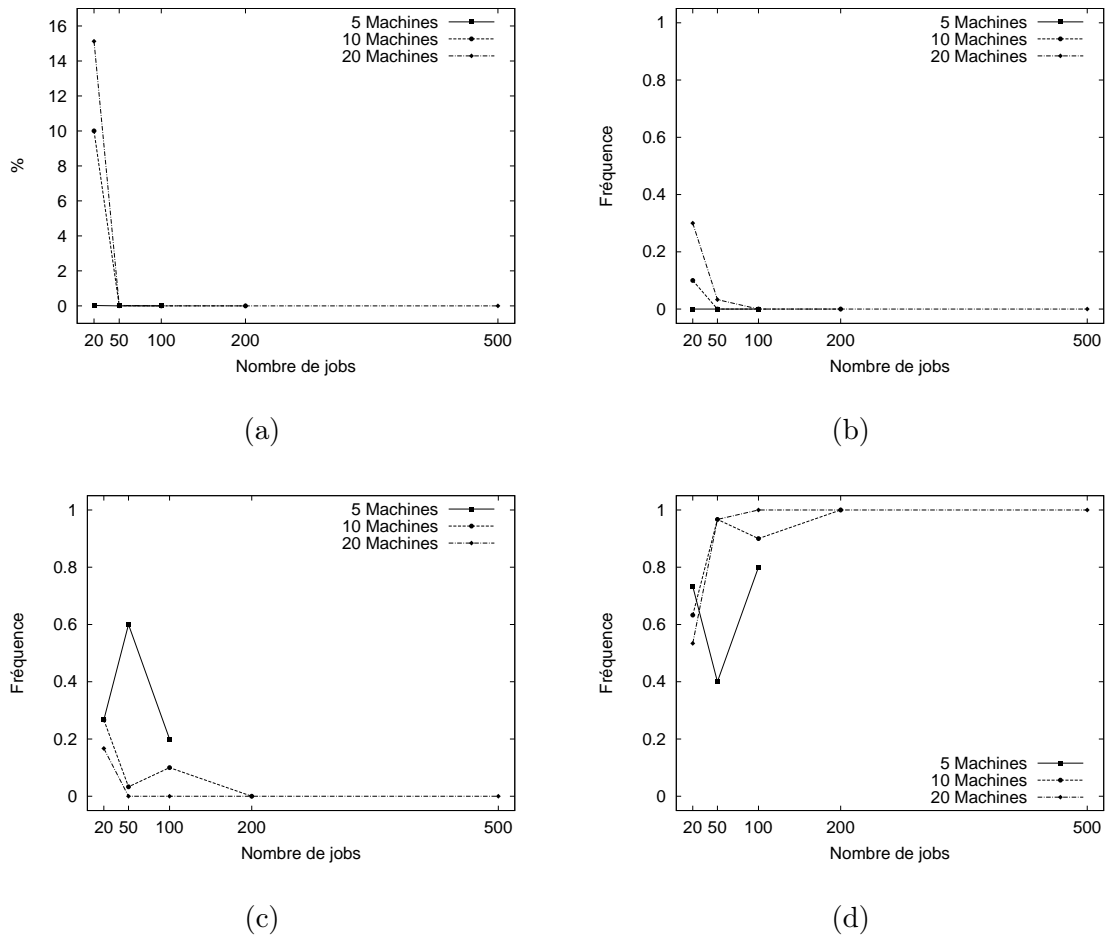 16
14
12
10
8
6
4
2
0
%
5 Machines
10 Machines
20 Machines
20 50 100 200 500
Nombre de jobs
(a)
1
0.8
0.6
0.4
0.2
0
Fréquence
5 Machines
10 Machines
20 Machines
20 50 100 200 500
Nombre de jobs
(b)
1
0.8
0.6
0.4
0.2
0
Fréquence
5 Machines
10 Machines
20 Machines
20 50 100 200 500
Nombre de jobs
(c)
1
0.8
0.6
0.4
0.2
0
Fréquence
5 Machines
10 Machines
20 Machines
20 50 100 200 500
Nombre de jobs
(d)